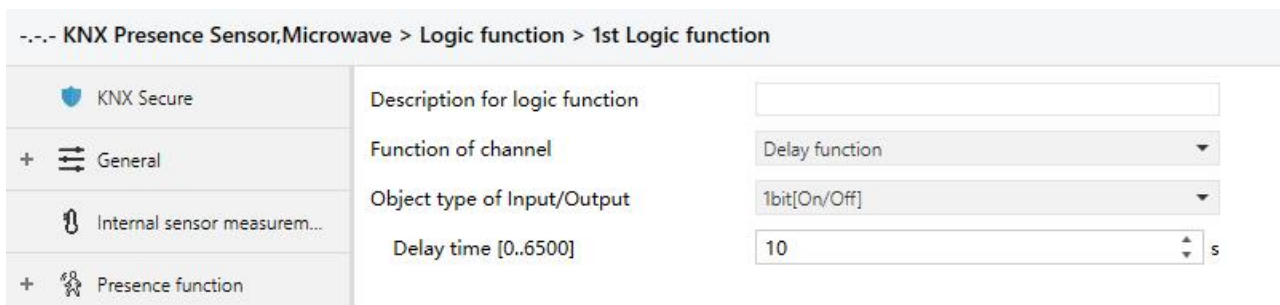 -.-.- KNX Presence Sensor,Microwave > Logic function > 1st Logic function
KNX Secure
+ General
Internal sensor measurem...
+ Presence function
Description for logic function
Function of channel Delay function
Object type of Input/Output 1bit[On/Off]
Delay time [0..6500] 10 s